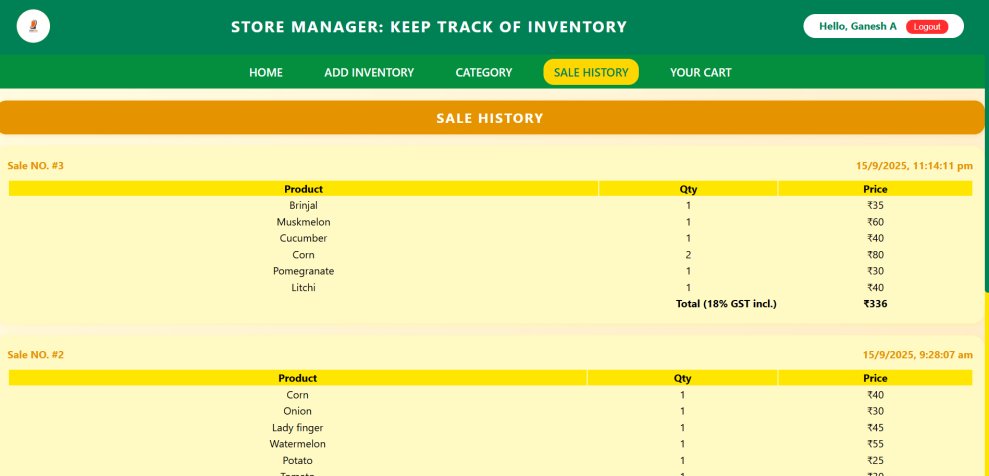 STORE MANAGER: KEEP TRACK OF INVENTORY
Hello, Ganesh A Logout
HOME ADD INVENTORY CATEGORY SALE HISTORY YOUR CART
SALE HISTORY
Sale NO. #3 15/9/2025, 11:14:11 pm
Product Qty Price
Brinjal 1 ₹35
Muskmelon 1 ₹60
Cucumber 1 ₹40
Corn 2 ₹80
Pomegranate 1 ₹30
Litchi 1 ₹40
Total (18% GST incl.) ₹336
Sale NO. #2 15/9/2025, 9:28:07 am
Product Qty Price
Corn 1 ₹40
Onion 1 ₹30
Lady finger 1 ₹45
Watermelon 1 ₹55
Potato 1 ₹25